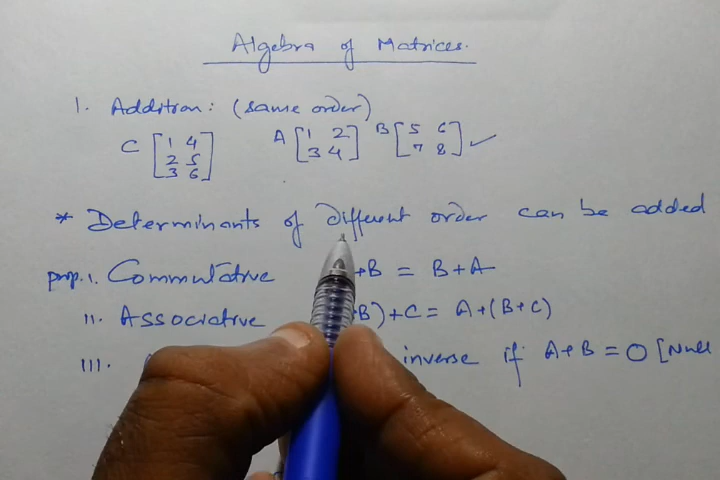 Algebra of Matrices.
1. Addition: (same order)
C [1 4 2 5 3 6] A [1 2 3 4] B [5 6 7 8] ✓
* Determinants of different order can be added
prop. i. Commutative +B = B+A
ii. Associative B)+C = A+(B+C)
iii. inverse if A+B = O [Null